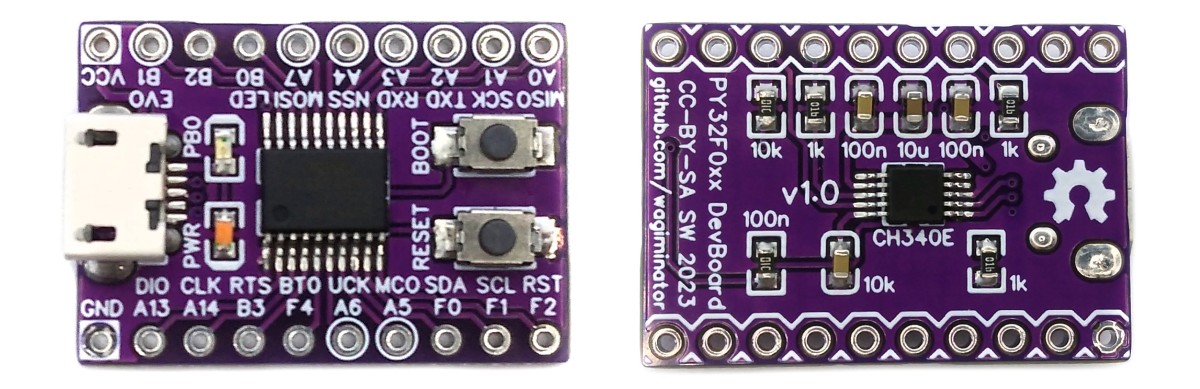 VCC B1 B2 B0 A7 A4 A3 A2 A1 A0
EVO LED MOSI NSS RXD TXD SCK MISO
PB0
BOOT
PWR
RESET
DIO CLK RTS BT0 UCK MCO SDA SCL RST
GND A13 A14 B3 F4 A6 A5 F0 F1 F2
10k 1k 100n 10u 100n 1k
PY32F0xx DevBoard
CC-BY-SA SW 2023
github.com/wagiminator
v1.0
CH340E
100n
10k
1k